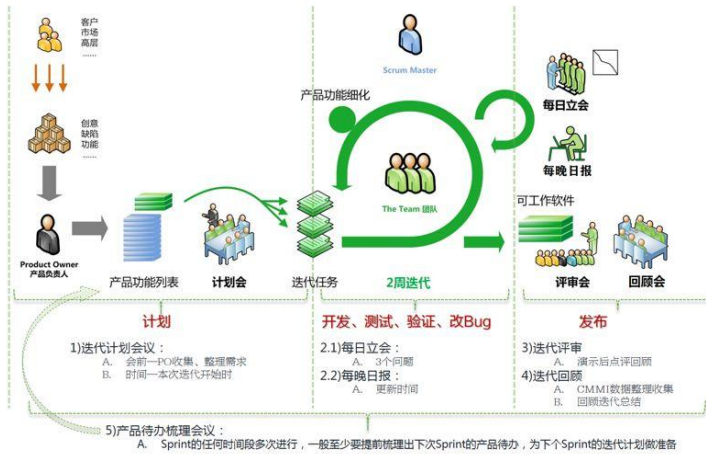 客户
市场
高层
......
创意
缺陷
功能
......
Product Owner
产品负责人
产品功能列表
计划会
迭代任务
Scrum Master
产品功能细化
The Team 团队
2周迭代
每日立会
每晚日报
可工作软件
评审会
回顾会
计划
1)迭代计划会议：
A. 会前—PO收集、整理需求
B. 时间—本次迭代开始时
开发、测试、验证、改Bug
2.1)每日立会：
A. 3个问题
2.2)每晚日报：
A. 更新时间
发布
3)迭代评审
A. 演示后点评回顾
4)迭代回顾
A. CMMI数据整理收集
B. 回顾迭代总结
5)产品待办梳理会议：
A. Sprint的任何时间段多次进行，一般至少要提前梳理出下次Sprint的产品待办，为下个Sprint的迭代计划做准备